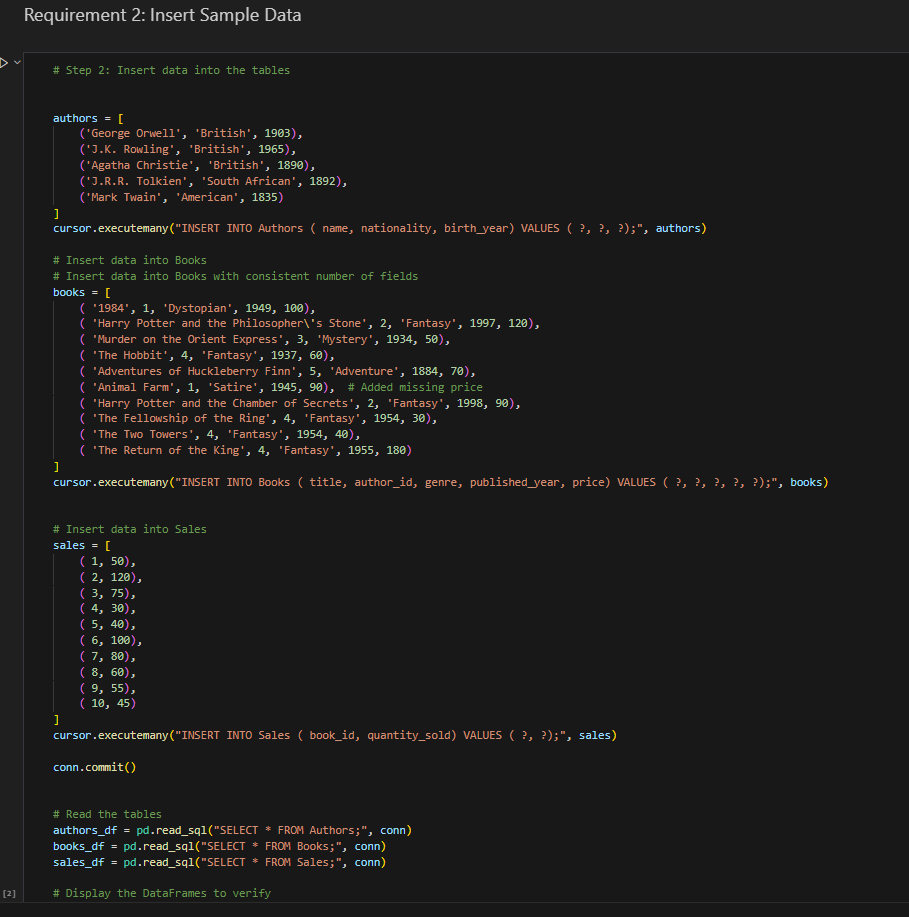 Requirement 2: Insert Sample Data
# Step 2: Insert data into the tables
authors = [
('George Orwell', 'British', 1903),
('J.K. Rowling', 'British', 1965),
('Agatha Christie', 'British', 1890),
('J.R.R. Tolkien', 'South African', 1892),
('Mark Twain', 'American', 1835)
]
cursor.executemany("INSERT INTO Authors ( name, nationality, birth_year) VALUES ( ?, ?, ?);", authors)
# Insert data into Books
# Insert data into Books with consistent number of fields
books = [
( '1984', 1, 'Dystopian', 1949, 100),
( 'Harry Potter and the Philosopher\'s Stone', 2, 'Fantasy', 1997, 120),
( 'Murder on the Orient Express', 3, 'Mystery', 1934, 50),
( 'The Hobbit', 4, 'Fantasy', 1937, 60),
( 'Adventures of Huckleberry Finn', 5, 'Adventure', 1884, 70),
( 'Animal Farm', 1, 'Satire', 1945, 90),  # Added missing price
( 'Harry Potter and the Chamber of Secrets', 2, 'Fantasy', 1998, 90),
( 'The Fellowship of the Ring', 4, 'Fantasy', 1954, 30),
( 'The Two Towers', 4, 'Fantasy', 1954, 40),
( 'The Return of the King', 4, 'Fantasy', 1955, 180)
]
cursor.executemany("INSERT INTO Books ( title, author_id, genre, published_year, price) VALUES ( ?, ?, ?, ?, ?);", books)
# Insert data into Sales
sales = [
( 1, 50),
( 2, 120),
( 3, 75),
( 4, 30),
( 5, 40),
( 6, 100),
( 7, 80),
( 8, 60),
( 9, 55),
( 10, 45)
]
cursor.executemany("INSERT INTO Sales ( book_id, quantity_sold) VALUES ( ?, ?);", sales)
conn.commit()
# Read the tables
authors_df = pd.read_sql("SELECT * FROM Authors;", conn)
books_df = pd.read_sql("SELECT * FROM Books;", conn)
sales_df = pd.read_sql("SELECT * FROM Sales;", conn)
[2]
# Display the DataFrames to verify